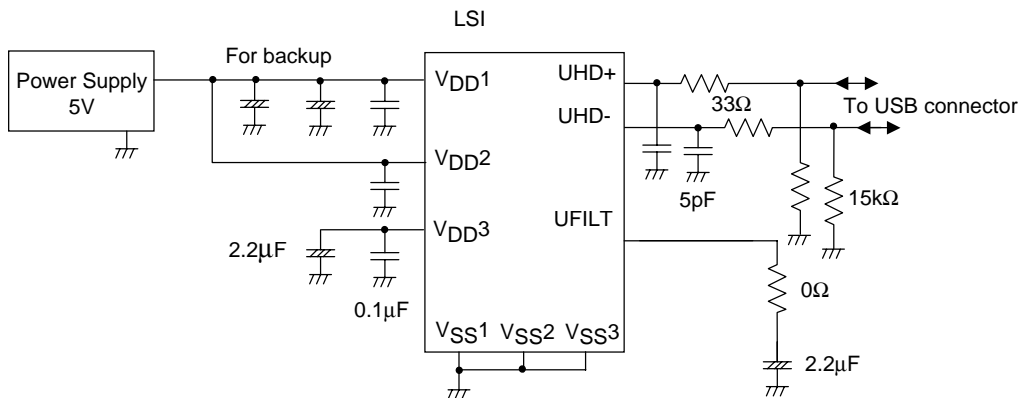 LSI
For backup
Power Supply
5V
VDD1
UHD+
33Ω
To USB connector
UHD-
VDD2
5pF
15kΩ
UFILT
VDD3
2.2μF
0Ω
0.1μF
VSS1
VSS2
VSS3
2.2μF